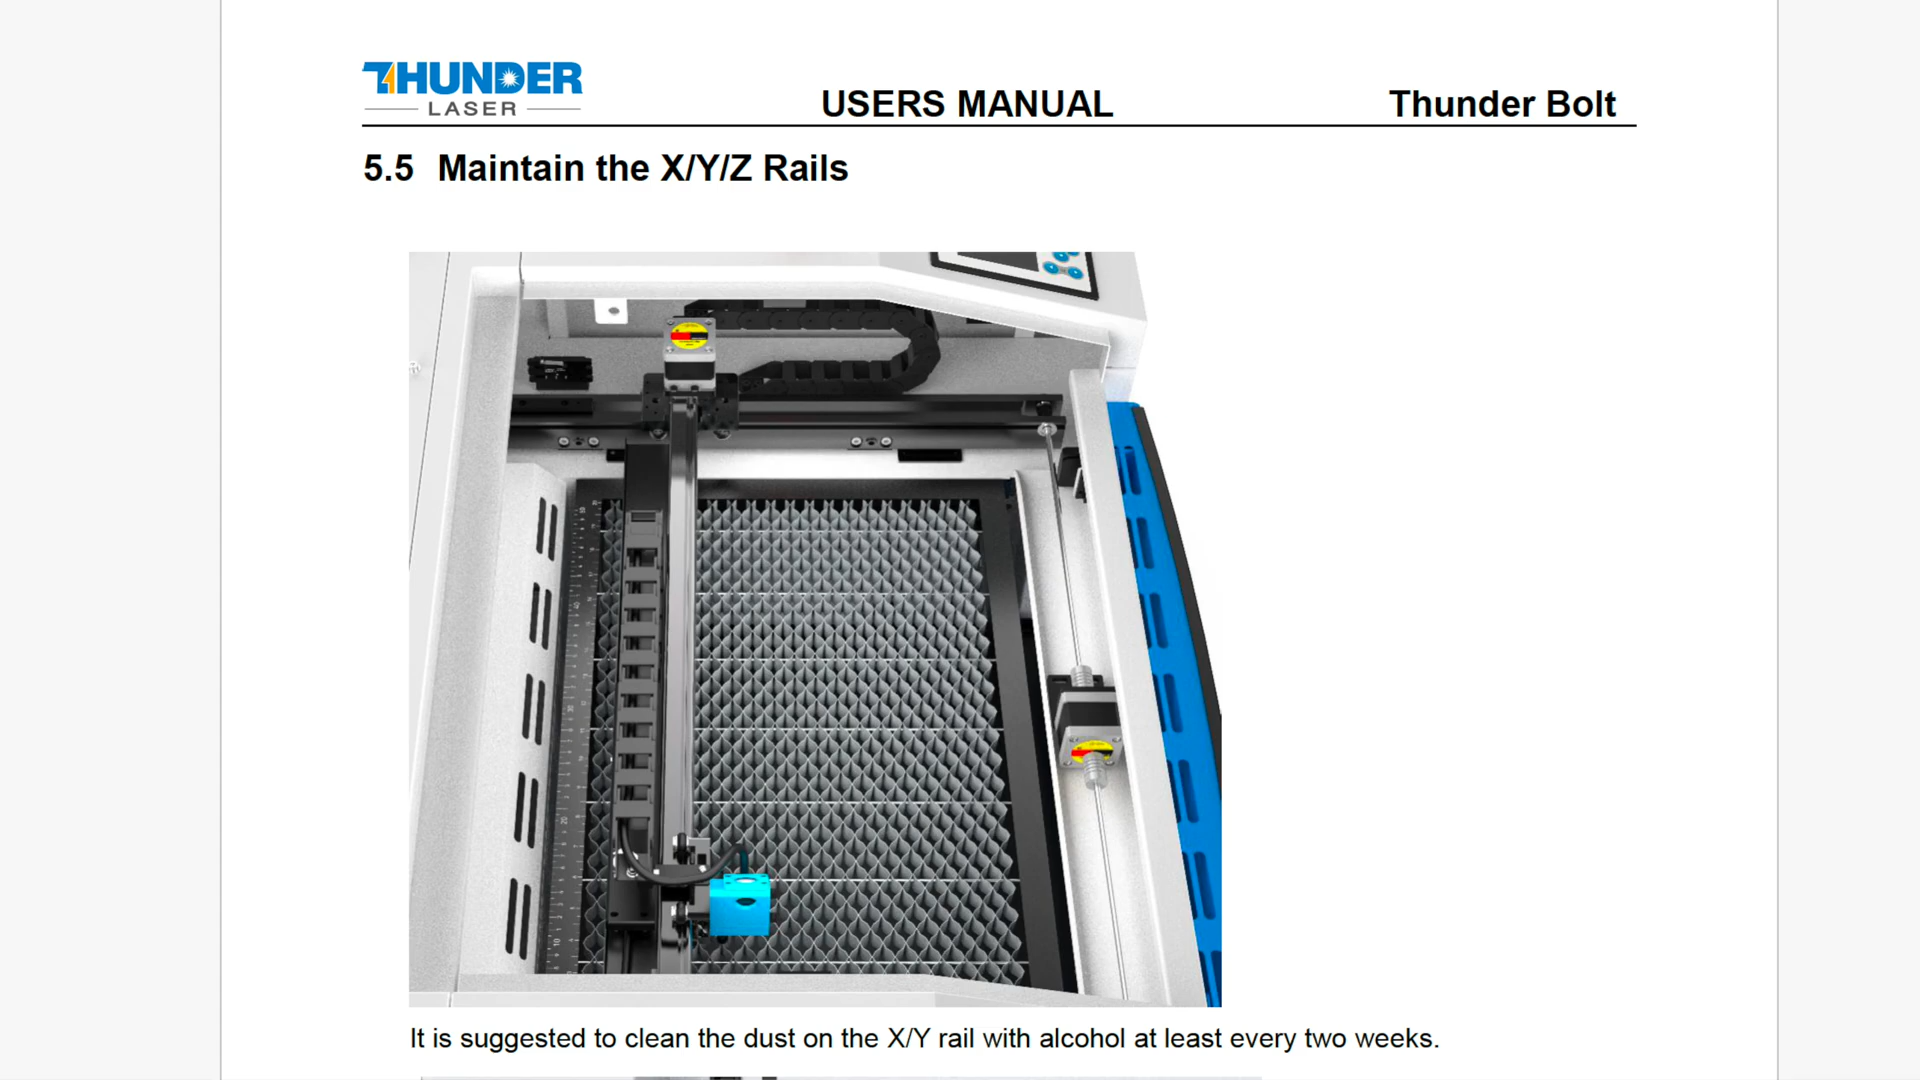 THUNDER
LASER
USERS MANUAL
Thunder Bolt
5.5 Maintain the X/Y/Z Rails
It is suggested to clean the dust on the X/Y rail with alcohol at least every two weeks.